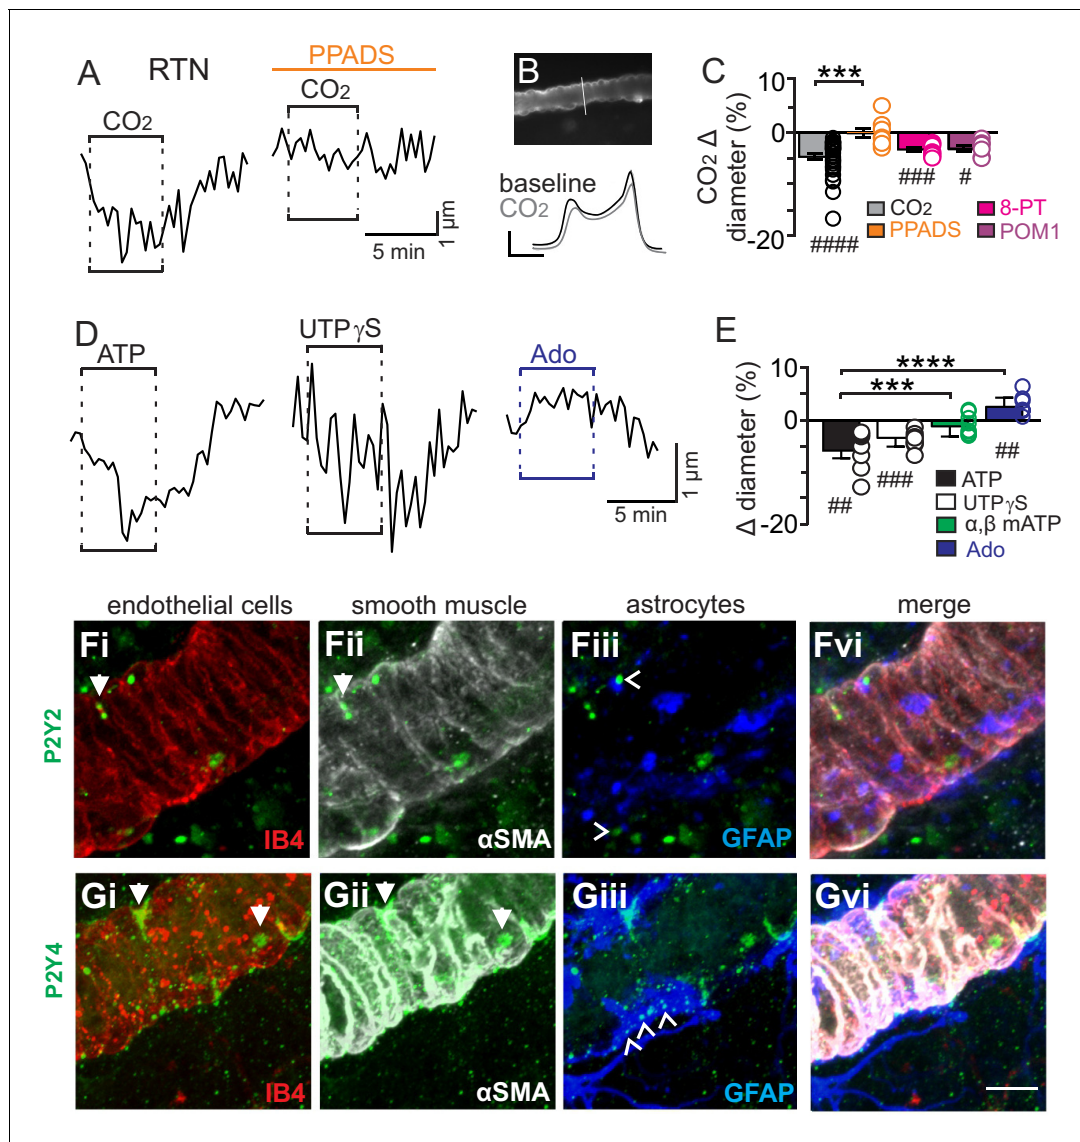 A
RTN
CO2
PPADS
CO2
5 min
1 µm
B
baseline
CO2
C
CO2 Δ
diameter (%)
10
0
-20
***
###
#
####
CO2
8-PT
PPADS
POM1
D
ATP
UTPγS
Ado
5 min
1 µm
E
Δ diameter (%)
10
0
-20
****
***
##
###
##
ATP
UTPγS
α,β mATP
Ado
endothelial cells
smooth muscle
astrocytes
merge
P2Y2
Fi
IB4
Fii
αSMA
Fiii
GFAP
Fvi
P2Y4
Gi
IB4
Gii
αSMA
Giii
GFAP
Gvi